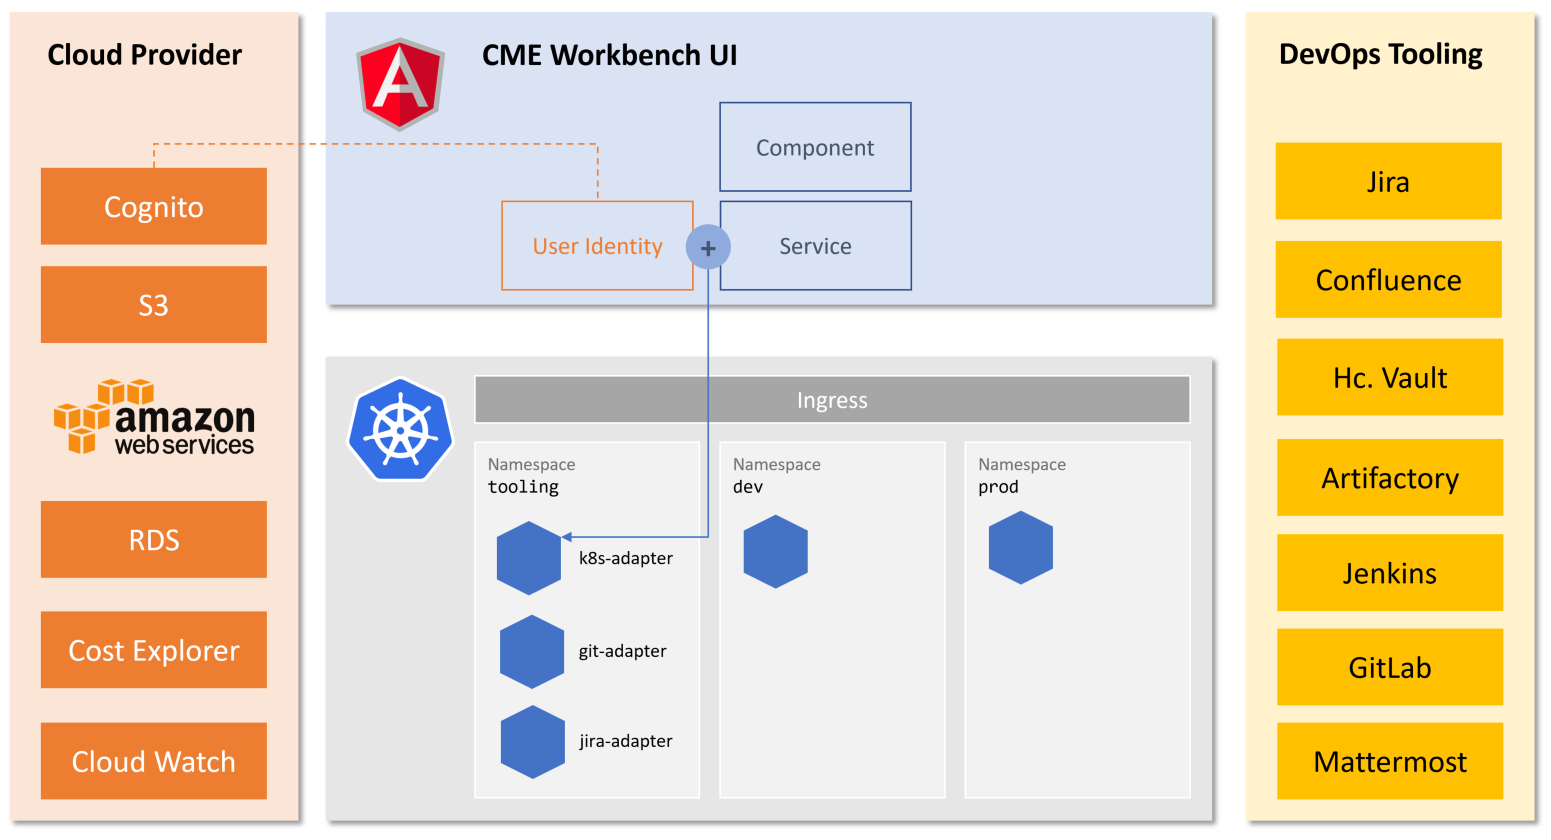 Cloud Provider
Cognito
S3
amazon
web services
RDS
Cost Explorer
Cloud Watch
A
CME Workbench UI
Component
User Identity
+
Service
Ingress
Namespace
tooling
k8s-adapter
git-adapter
jira-adapter
Namespace
dev
Namespace
prod
DevOps Tooling
Jira
Confluence
Hc. Vault
Artifactory
Jenkins
GitLab
Mattermost